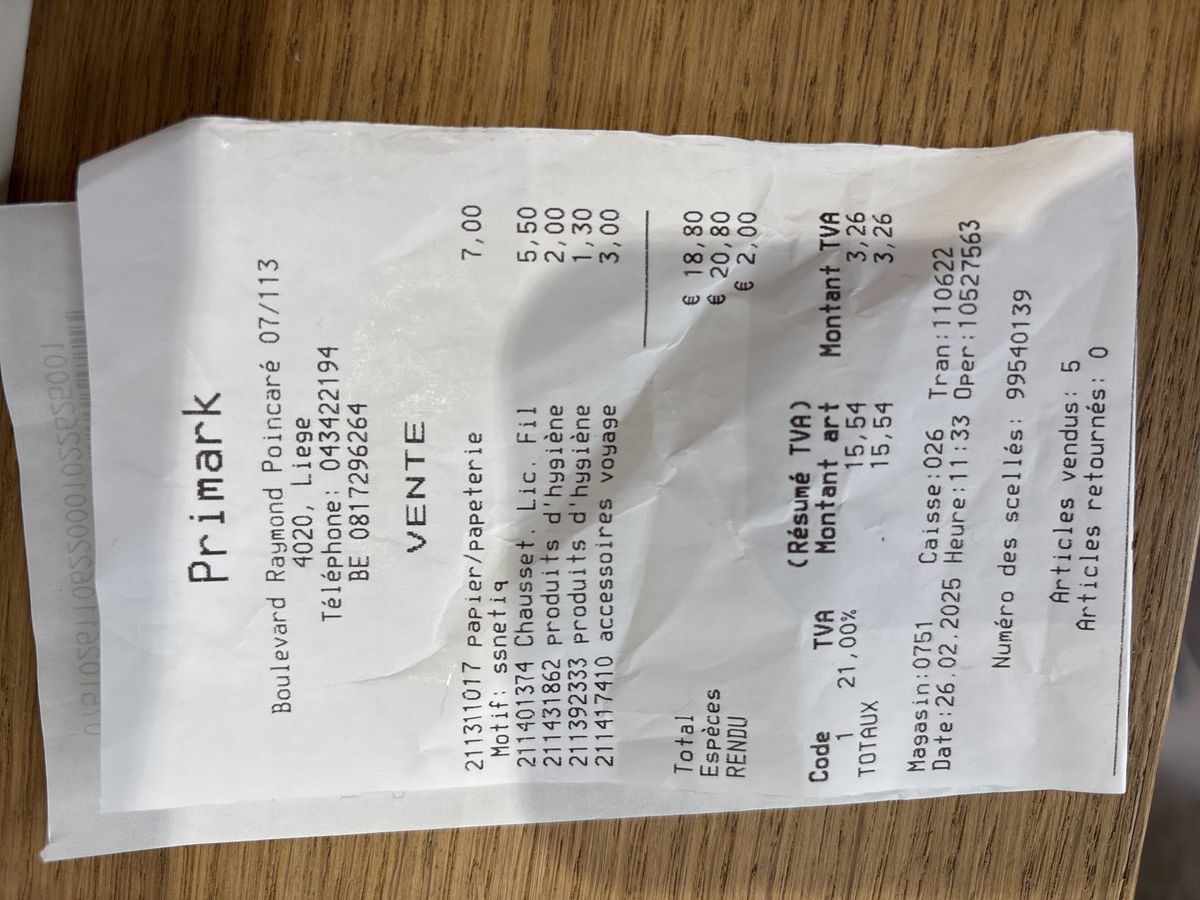 Primark
Boulevard Raymond Poincaré 07/113
4020, Liege
Téléphone: 043422194
BE 0817296264
VENTE
211311017 Papier/papeterie 7,00
Motif: ssnetiq
211401374 Chausset. Lic. Fil 5,50
211431862 produits d'hygiène 2,00
211392333 produits d'hygiène 1,30
211417410 accessoires voyage 3,00
Total € 18,80
Espèces € 20,80
RENDU € 2,00
(Résumé TVA)
Code TVA Montant art Montant TVA
1 21,00% 15,54 3,26
TOTAUX 15,54 3,26
Magasin:0751 Caisse:026 Tran:110622
Date:26.02.2025 Heure:11:33 Oper:10527563
Numéro des scellés: 99540139
Articles vendus: 5
Articles retournés: 0